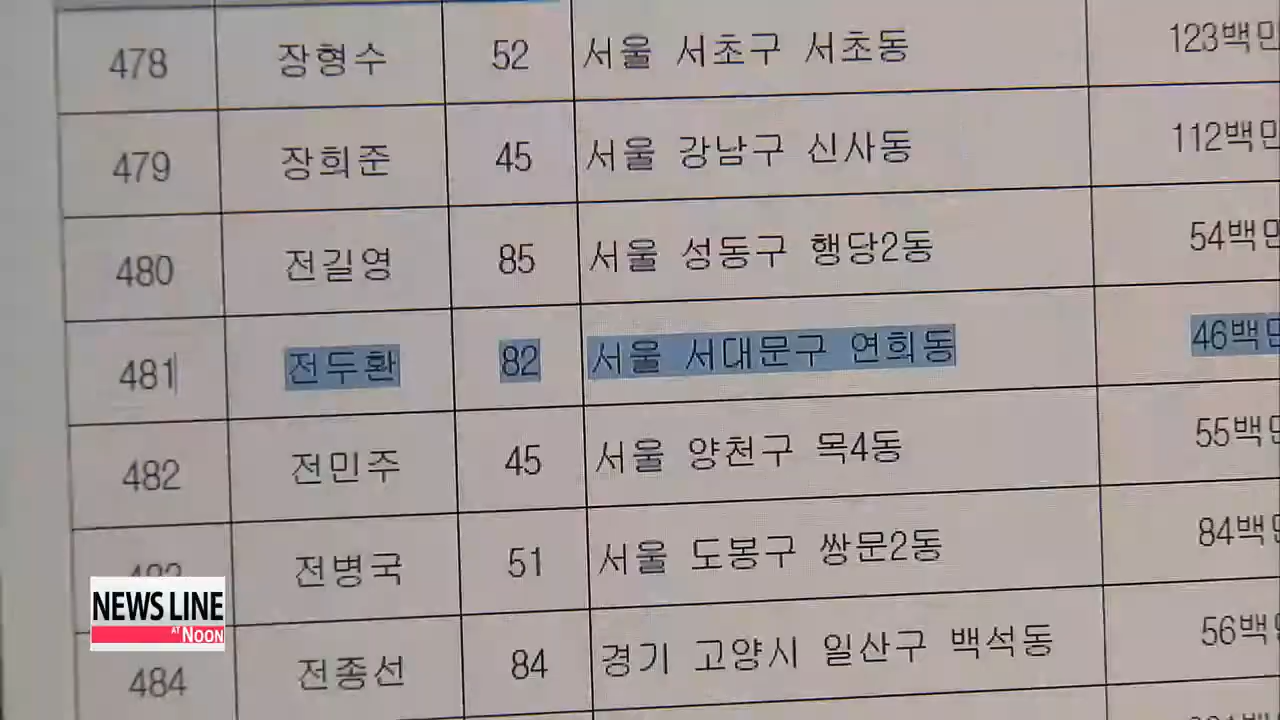 478 장형수 52 서울 서초구 서초동 123백만
479 장희준 45 서울 강남구 신사동 112백만
480 전길영 85 서울 성동구 행당2동 54백만
481 전두환 82 서울 서대문구 연희동 46백만
482 전민주 45 서울 양천구 목4동 55백만
전병국 51 서울 도봉구 쌍문2동 84백만
484 전종선 84 경기 고양시 일산구 백석동 56백만
NEWS LINE
AT NOON